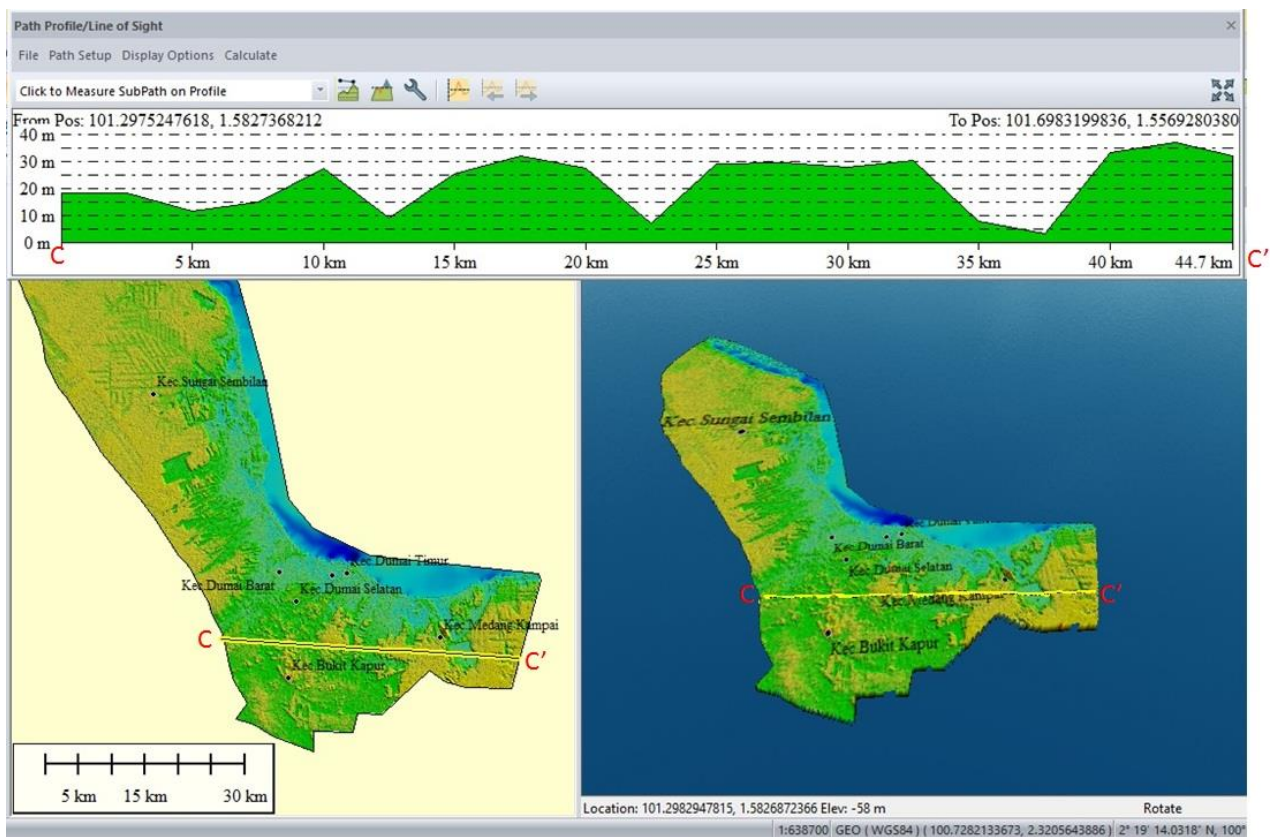 Path Profile/Line of Sight
File Path Setup Display Options Calculate
Click to Measure SubPath on Profile
From Pos: 101.2975247618, 1.5827368212 To Pos: 101.6983199836, 1.5569280380
40 m
30 m
20 m
10 m
0 m
C C'
5 km 10 km 15 km 20 km 25 km 30 km 35 km 40 km 44.7 km
Kec.Sungai Sembilan
Kec.Dumai Timur
Kec.Dumai Barat
Kec.Dumai Selatan
Kec.Medang Kampai
C C'
Kec.Bukit Kapur
5 km 15 km 30 km
Kec.Sungai Sembilan
Kec.Dumai
Kec.Dumai Barat
Kec.Dumai Selatan
C C'
Kec.Medang Kampai
Kec.Bukit Kapur
Location: 101.2982947815, 1.5826872366 Elev: -58 m Rotate
1:638700 GEO ( WGS84 ) ( 100.7282133673, 2.3205643886 ) 2° 19' 14.0318" N, 100°